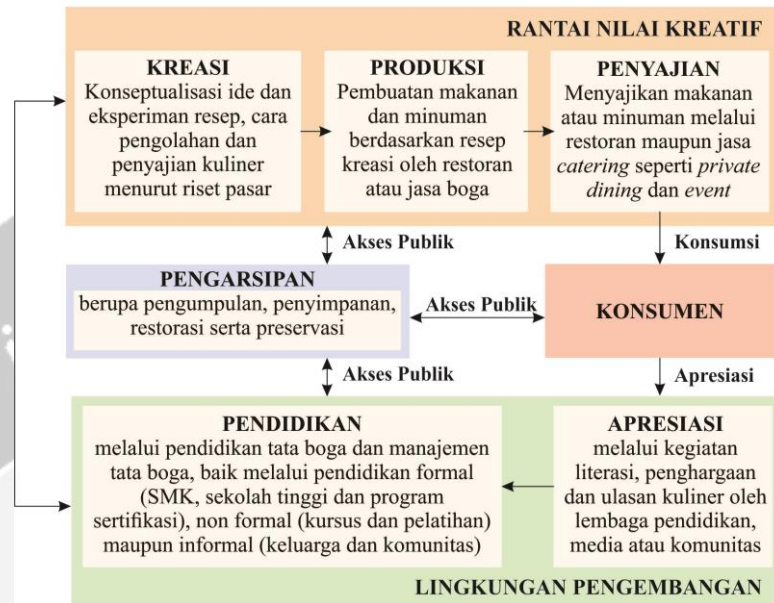 RANTAI NILAI KREATIF
KREASI
Konseptualisasi ide dan
eksperiman resep, cara
pengolahan dan
penyajian kuliner
menurut riset pasar
PRODUKSI
Pembuatan makanan
dan minuman
berdasarkan resep
kreasi oleh restoran
atau jasa boga
PENYAJIAN
Menyajikan makanan
atau minuman melalui
restoran maupun jasa
catering seperti private
dining dan event
Akses Publik
Konsumsi
PENGARSIPAN
berupa pengumpulan, penyimpanan,
restorasi serta preservasi
Akses Publik
KONSUMEN
Akses Publik
Apresiasi
PENDIDIKAN
melalui pendidikan tata boga dan manajemen
tata boga, baik melalui pendidikan formal
(SMK, sekolah tinggi dan program
sertifikasi), non formal (kursus dan pelatihan)
maupun informal (keluarga dan komunitas)
APRESIASI
melalui kegiatan
literasi, penghargaan
dan ulasan kuliner oleh
lembaga pendidikan,
media atau komunitas
LINGKUNGAN PENGEMBANGAN